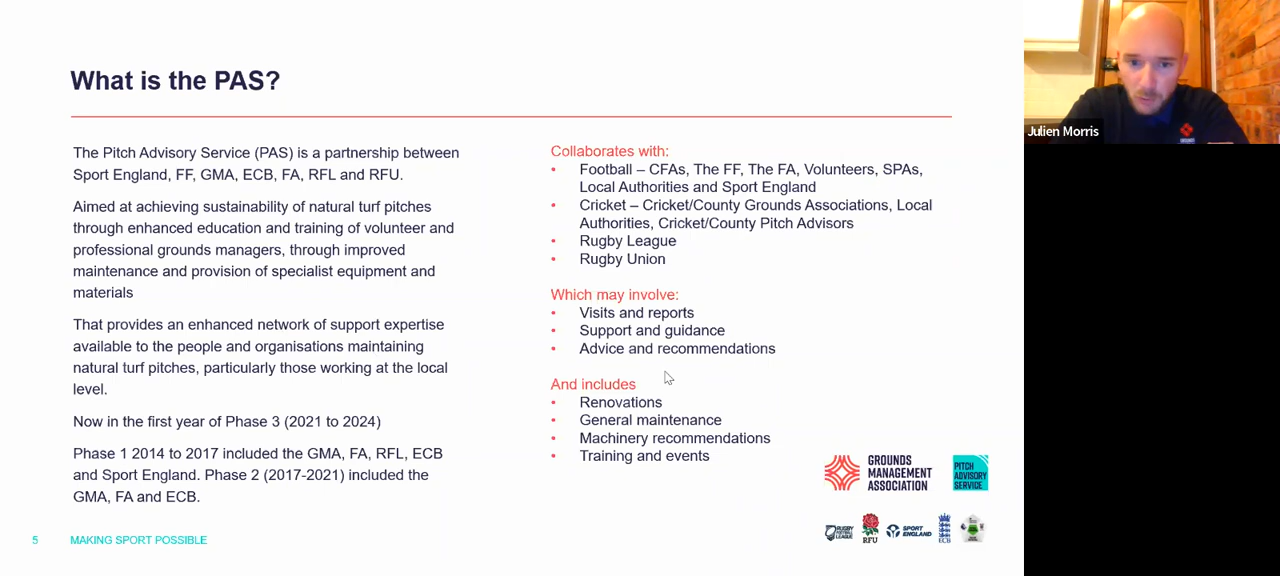 What is the PAS?
The Pitch Advisory Service (PAS) is a partnership between
Sport England, FF, GMA, ECB, FA, RFL and RFU.
Aimed at achieving sustainability of natural turf pitches
through enhanced education and training of volunteer and
professional grounds managers, through improved
maintenance and provision of specialist equipment and
materials
That provides an enhanced network of support expertise
available to the people and organisations maintaining
natural turf pitches, particularly those working at the local
level.
Now in the first year of Phase 3 (2021 to 2024)
Phase 1 2014 to 2017 included the GMA, FA, RFL, ECB
and Sport England. Phase 2 (2017-2021) included the
GMA, FA and ECB.
Collaborates with:
• Football – CFAs, The FF, The FA, Volunteers, SPAs,
Local Authorities and Sport England
• Cricket – Cricket/County Grounds Associations, Local
Authorities, Cricket/County Pitch Advisors
• Rugby League
• Rugby Union
Which may involve:
• Visits and reports
• Support and guidance
• Advice and recommendations
And includes
• Renovations
• General maintenance
• Machinery recommendations
• Training and events
GROUNDS
MANAGEMENT
ASSOCIATION
PITCH
ADVISORY
SERVICE
RUGBY
FOOTBALL
LEAGUE
RFU
SPORT
ENGLAND
ECB
5 MAKING SPORT POSSIBLE
Julien Morris